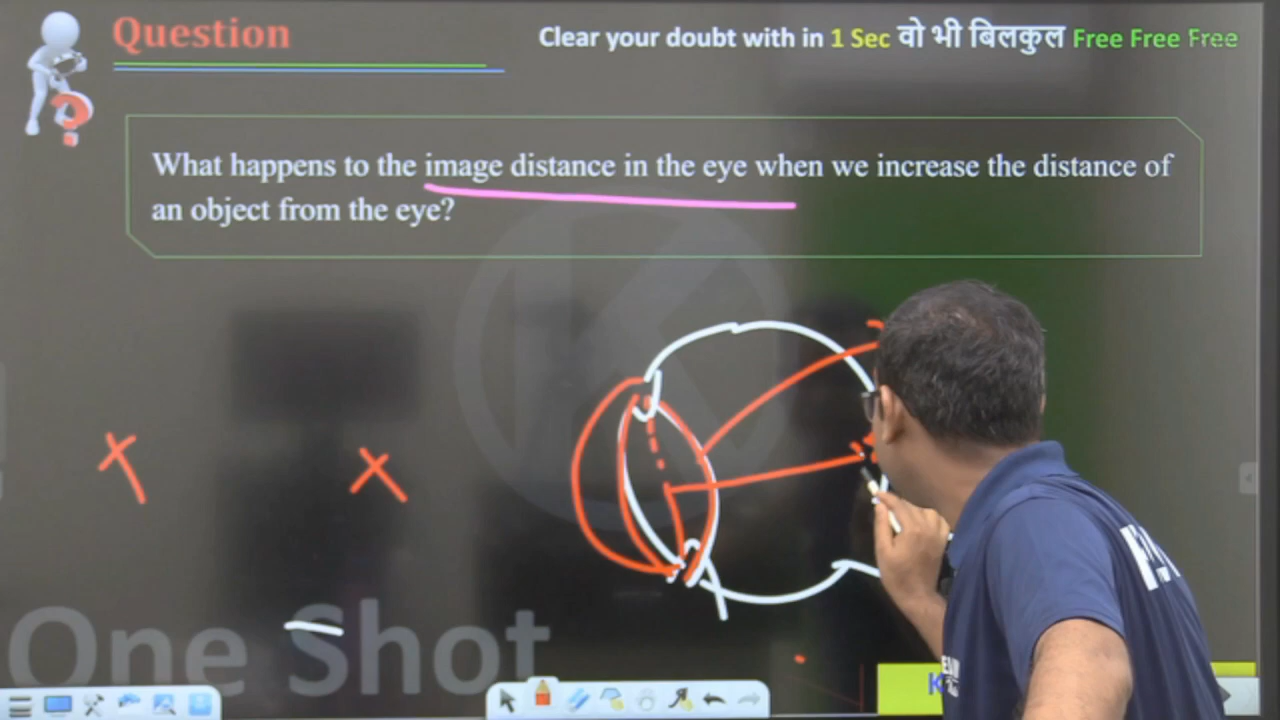 Question
Clear your doubt with in 1 Sec वो भी बिलकुल Free Free Free
What happens to the image distance in the eye when we increase the distance of
an object from the eye?
One Shot